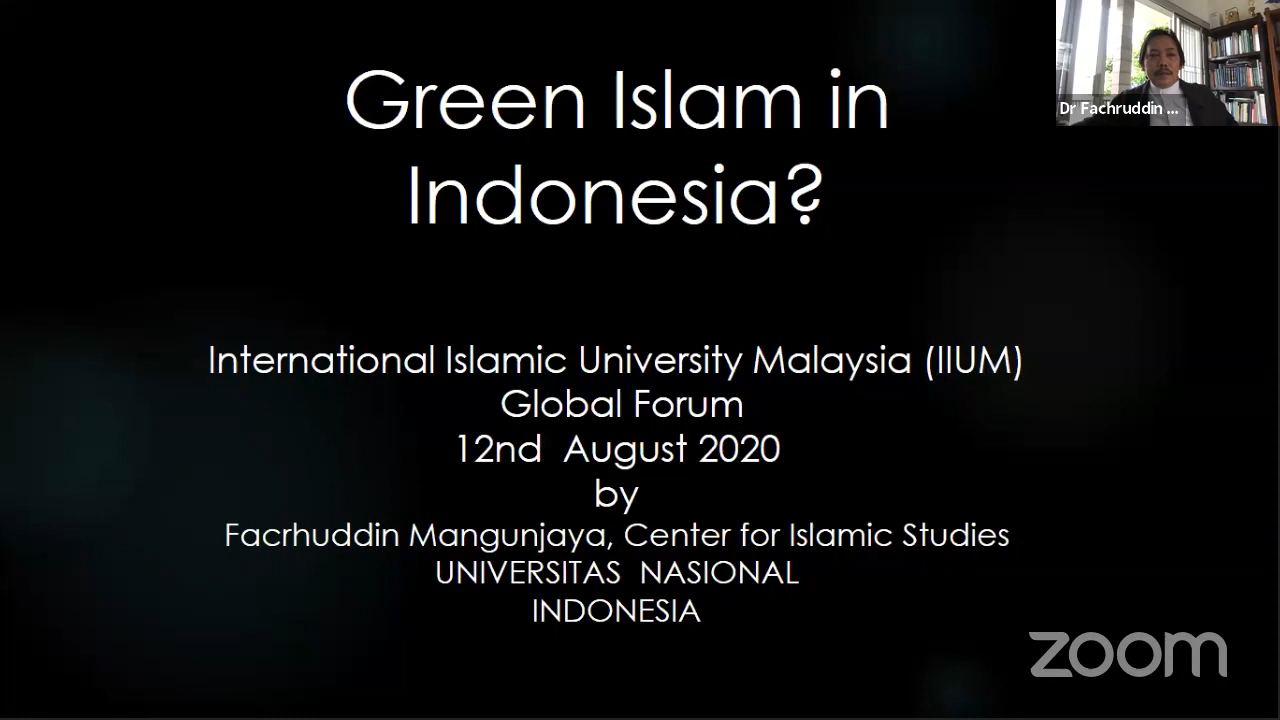 Green Islam in
Indonesia?
Dr Fachruddin ...
International Islamic University Malaysia (IIUM)
Global Forum
12nd August 2020
by
Facrhuddin Mangunjaya, Center for Islamic Studies
UNIVERSITAS NASIONAL
INDONESIA
zoom